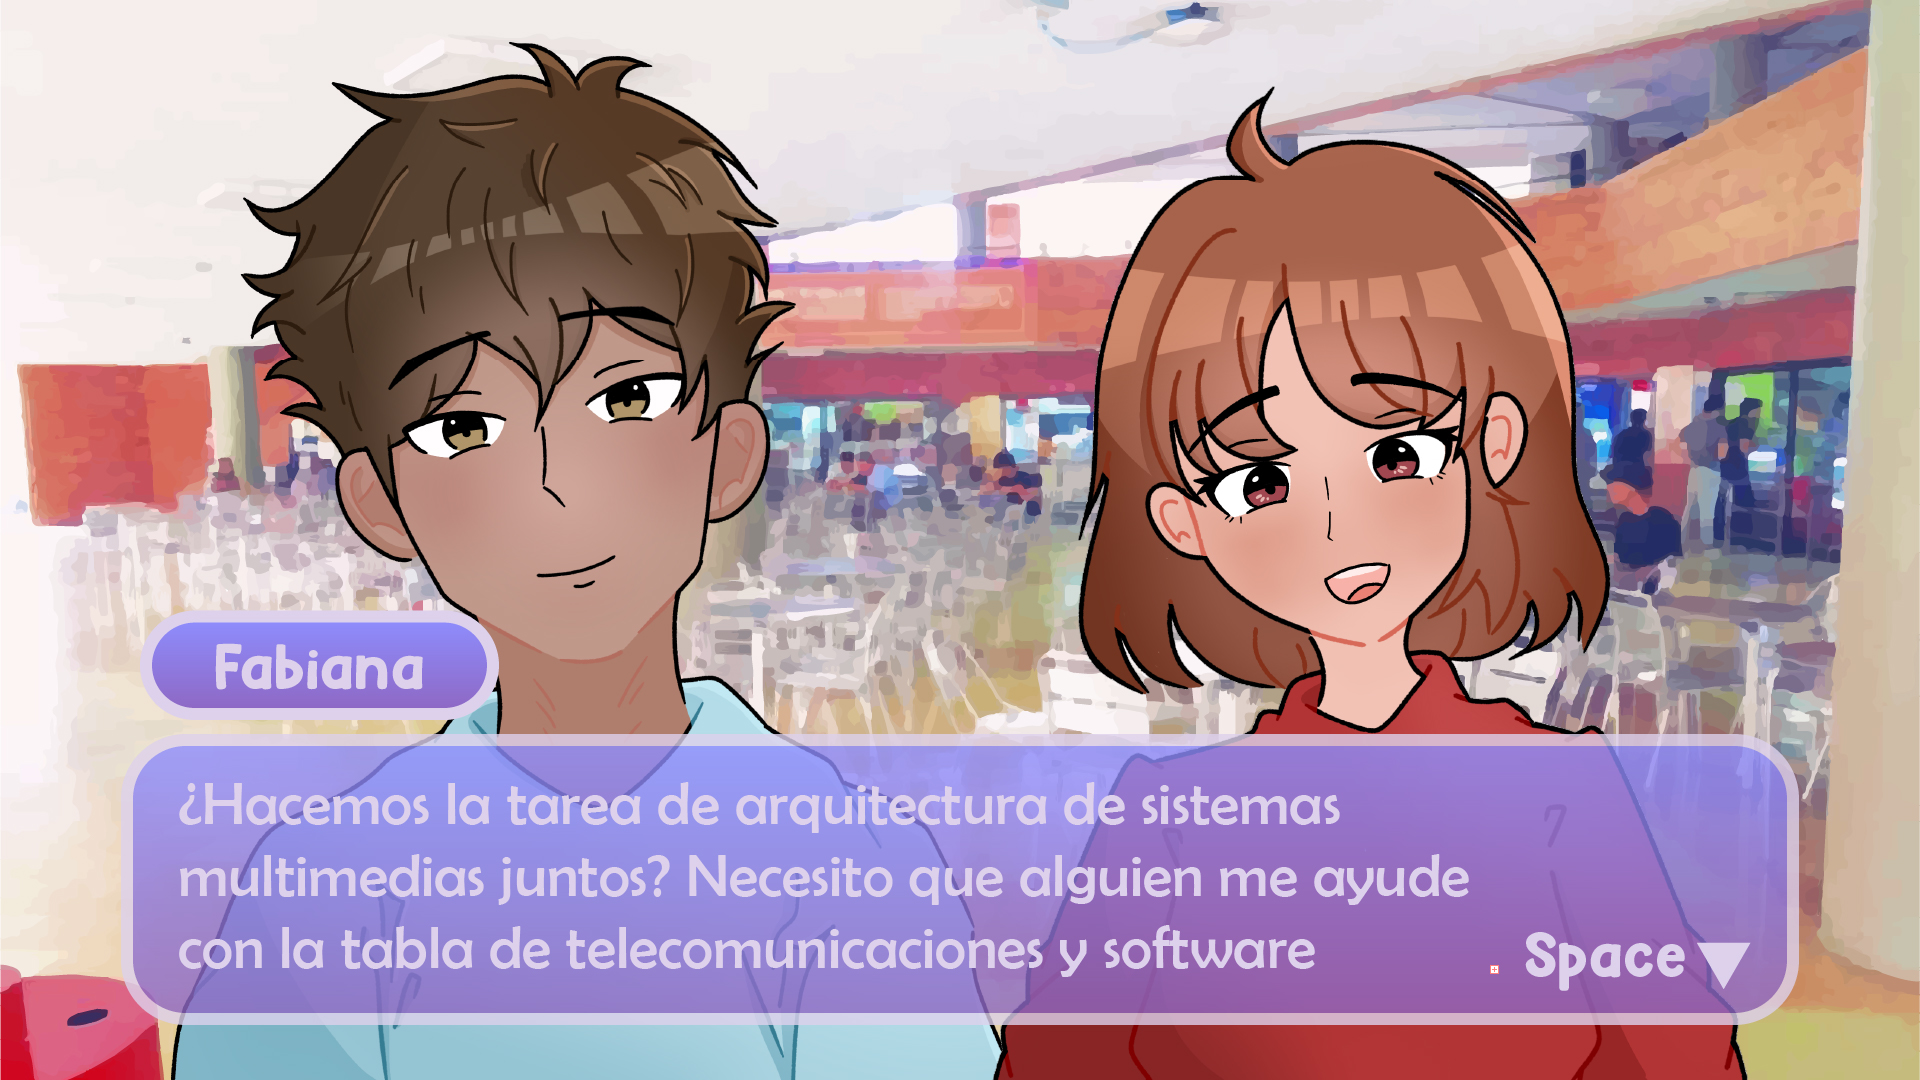 Fabiana
¿Hacemos la tarea de arquitectura de sistemas
multimedias juntos? Necesito que alguien me ayude
con la tabla de telecomunicaciones y software
Space